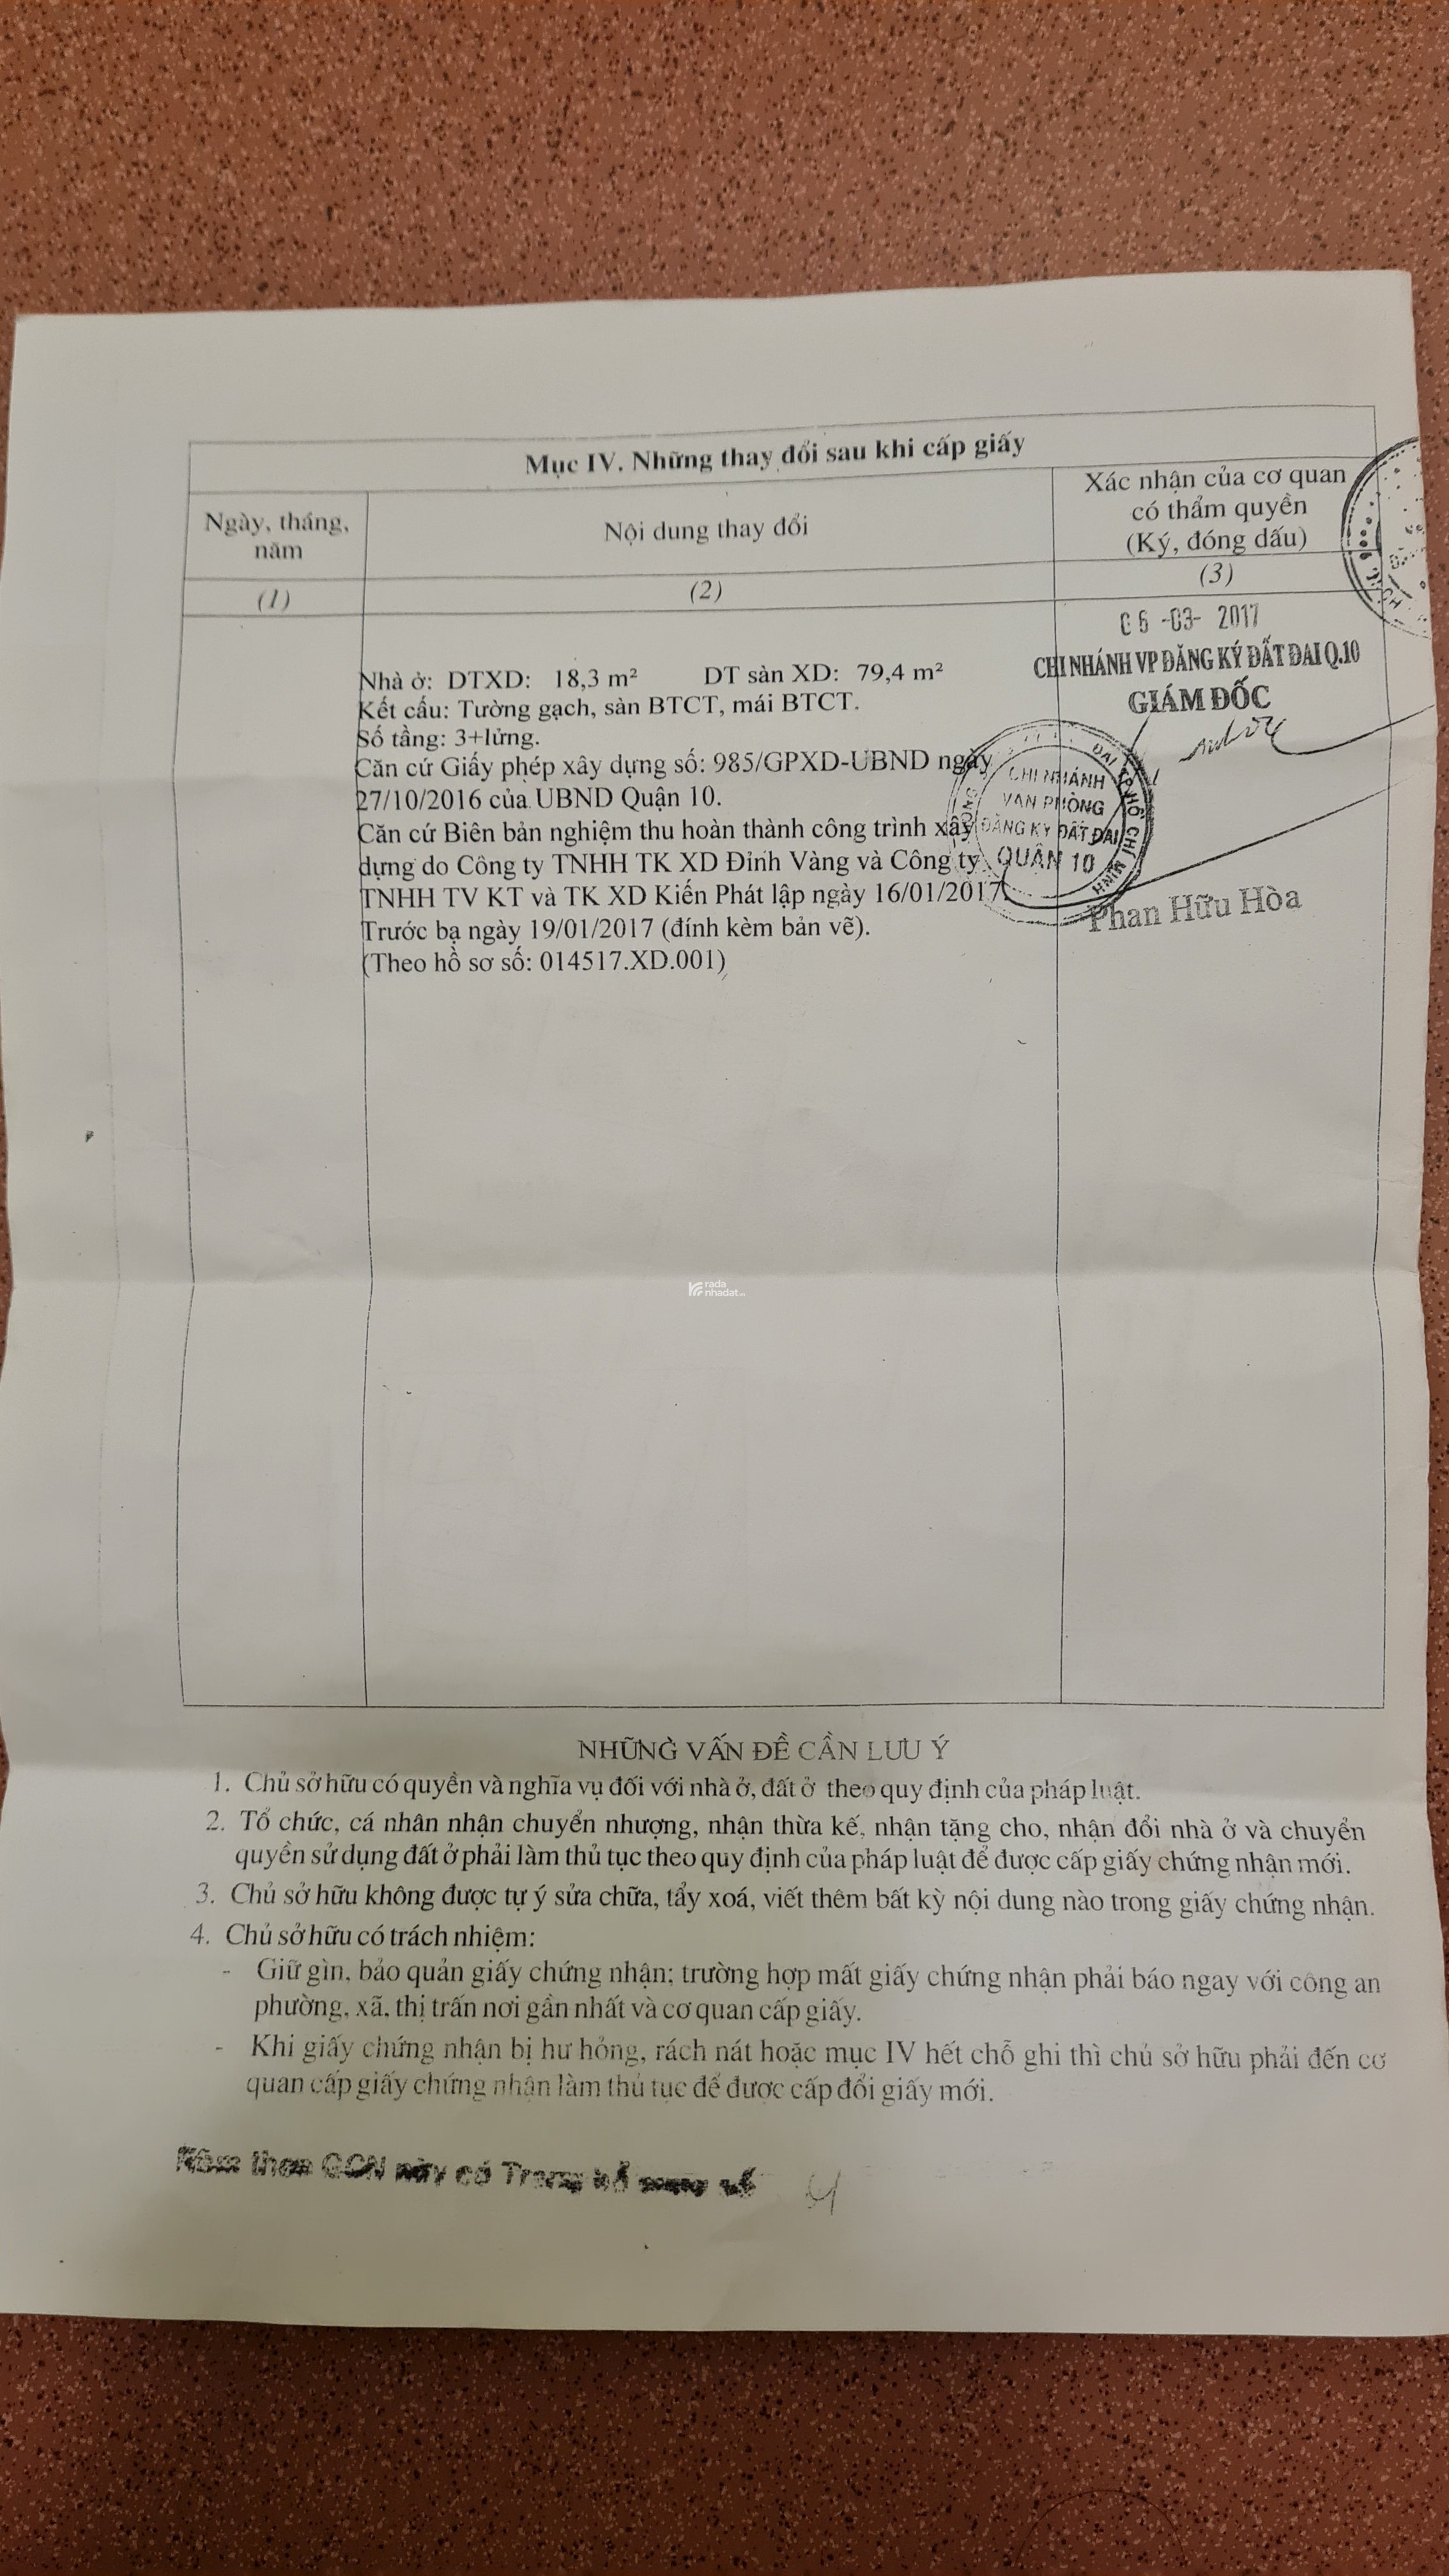 Mục IV. Những thay đổi sau khi cấp giấy
Ngày, tháng,
năm
Nội dung thay đổi
Xác nhận của cơ quan
có thẩm quyền
(Ký, đóng dấu)
(1)
(2)
(3)
06 -03- 2017
CHI NHÁNH VP ĐĂNG KÝ ĐẤT ĐAI Q.10
GIÁM ĐỐC
Nhà ở: DTXD: 18,3 m² DT sàn XD: 79,4 m²
Kết cấu: Tường gạch, sàn BTCT, mái BTCT.
Số tầng: 3+lửng.
Căn cứ Giấy phép xây dựng số: 985/GPXD-UBND ngày
27/10/2016 của UBND Quận 10.
Căn cứ Biên bản nghiệm thu hoàn thành công trình xây
dựng do Công ty TNHH TK XD Đỉnh Vàng và Công ty
TNHH TV KT và TK XD Kiến Phát lập ngày 16/01/2017.
Trước bạ ngày 19/01/2017 (đính kèm bản vẽ).
(Theo hồ sơ số: 014517.XD.001)
CHI NHÁNH
VĂN PHÒNG
ĐĂNG KÝ ĐẤT ĐAI
QUẬN 10
Phan Hữu Hòa
rada
nhadat
NHỮNG VẤN ĐỀ CẦN LƯU Ý
1. Chủ sở hữu có quyền và nghĩa vụ đối với nhà ở, đất ở theo quy định của pháp luật.
2. Tổ chức, cá nhân nhận chuyển nhượng, nhận thừa kế, nhận tặng cho, nhận đổi nhà ở và chuyển
quyền sử dụng đất ở phải làm thủ tục theo quy định của pháp luật để được cấp giấy chứng nhận mới.
3. Chủ sở hữu không được tự ý sửa chữa, tẩy xoá, viết thêm bất kỳ nội dung nào trong giấy chứng nhận.
4. Chủ sở hữu có trách nhiệm:
- Giữ gìn, bảo quản giấy chứng nhận; trường hợp mất giấy chứng nhận phải báo ngay với công an
phường, xã, thị trấn nơi gần nhất và cơ quan cấp giấy.
- Khi giấy chứng nhận bị hư hỏng, rách nát hoặc mục IV hết chỗ ghi thì chủ sở hữu phải đến cơ
quan cấp giấy chứng nhận làm thủ tục để được cấp đổi giấy mới.
Kèm theo GCN này có Trang bổ sung số